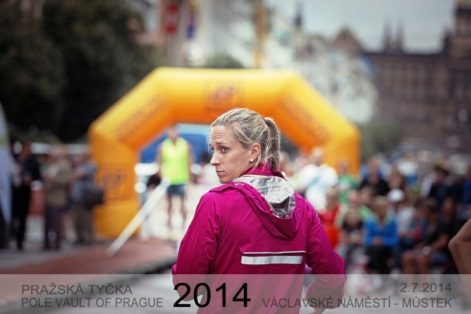 PRAŽSKÁ TYČKA
POLE VAULT OF PRAGUE
2014
2.7.2014
VÁCLAVSKÉ NÁMĚSTÍ - MŮSTEK